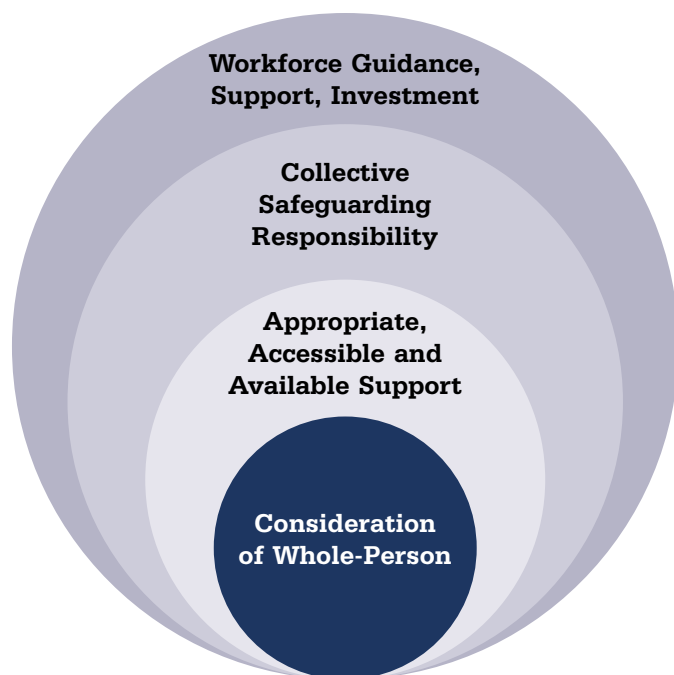 Workforce Guidance,
Support, Investment
Collective
Safeguarding
Responsibility
Appropriate,
Accessible and
Available Support
Consideration
of Whole-Person